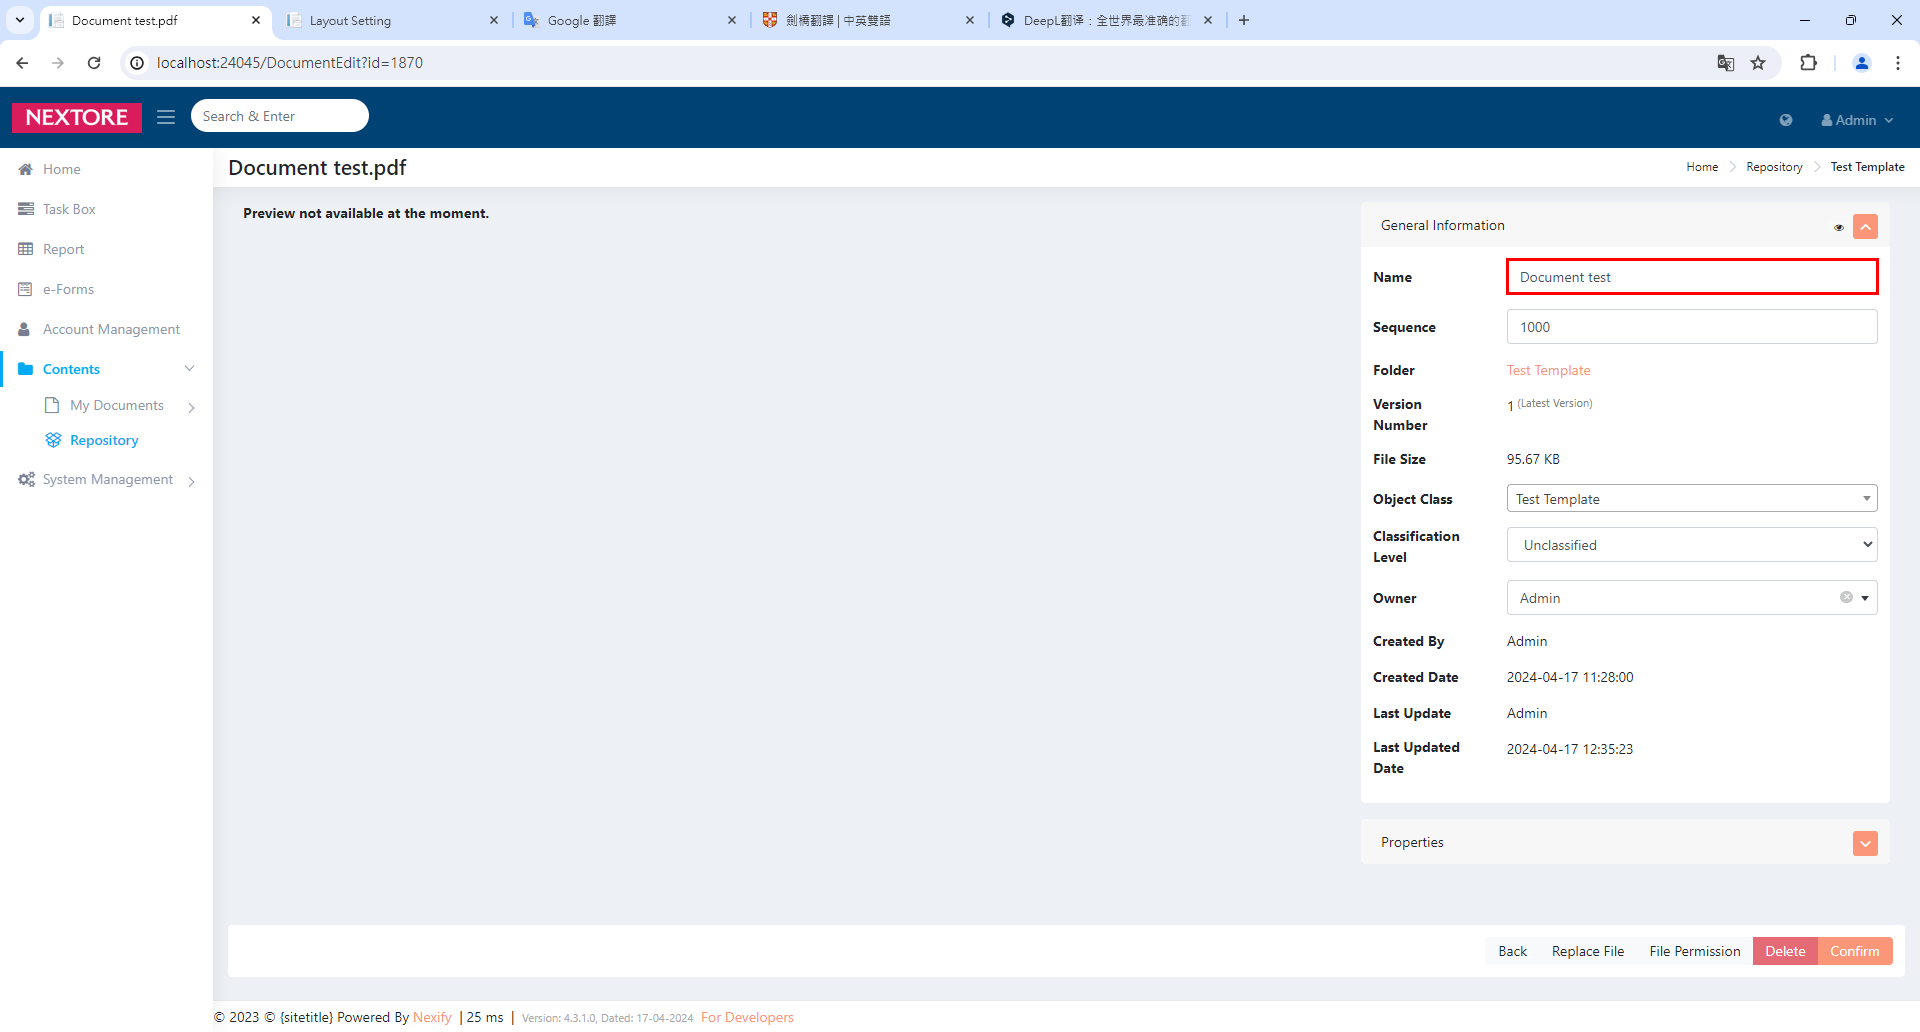 Document test.pdf
Layout Setting
Google 翻譯
劍橋翻譯 | 中英雙語
DeepL翻译：全世界最准确的
localhost:24045/DocumentEdit?id=1870
NEXTORE
Search & Enter
Admin
Home
Task Box
Report
e-Forms
Account Management
Contents
My Documents
Repository
System Management
Document test.pdf
Home
Repository
Test Template
Preview not available at the moment.
General Information
Name
Document test
Sequence
1000
Folder
Test Template
Version Number
1 (Latest Version)
File Size
95.67 KB
Object Class
Test Template
Classification Level
Unclassified
Owner
Admin
Created By
Admin
Created Date
2024-04-17 11:28:00
Last Update
Admin
Last Updated Date
2024-04-17 12:35:23
Properties
Back
Replace File
File Permission
Delete
Confirm
© 2023 © {sitetitle} Powered By Nexify | 25 ms | Version: 4.3.1.0, Dated: 17-04-2024 For Developers